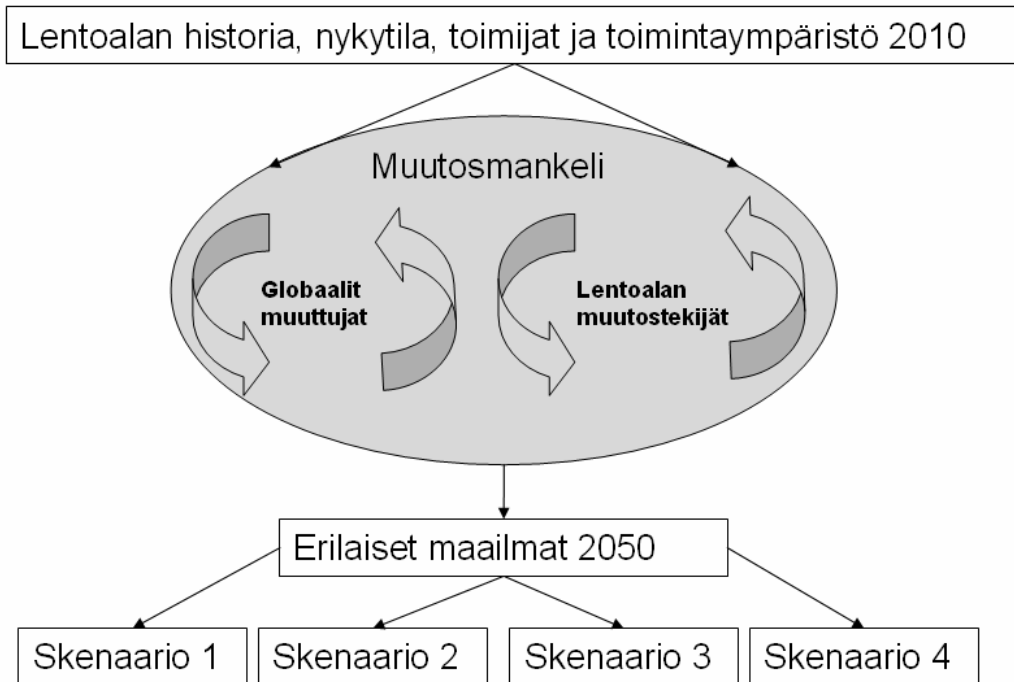 Lentoalan historia, nykytila, toimijat ja toimintaympäristö 2010
Muutosmankeli
Globaalit
muuttujat
Lentoalan
muutostekijät
Erilaiset maailmat 2050
Skenaario 1
Skenaario 2
Skenaario 3
Skenaario 4